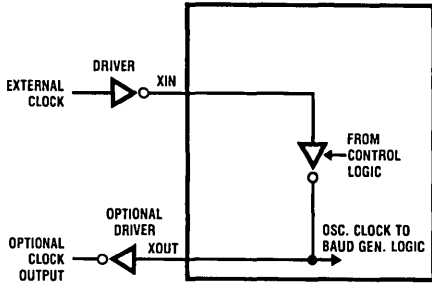 DRIVER
EXTERNAL
CLOCK
XIN
FROM
CONTROL
LOGIC
OPTIONAL
DRIVER
OPTIONAL
CLOCK
OUTPUT
XOUT
OSC. CLOCK TO
BAUD GEN. LOGIC